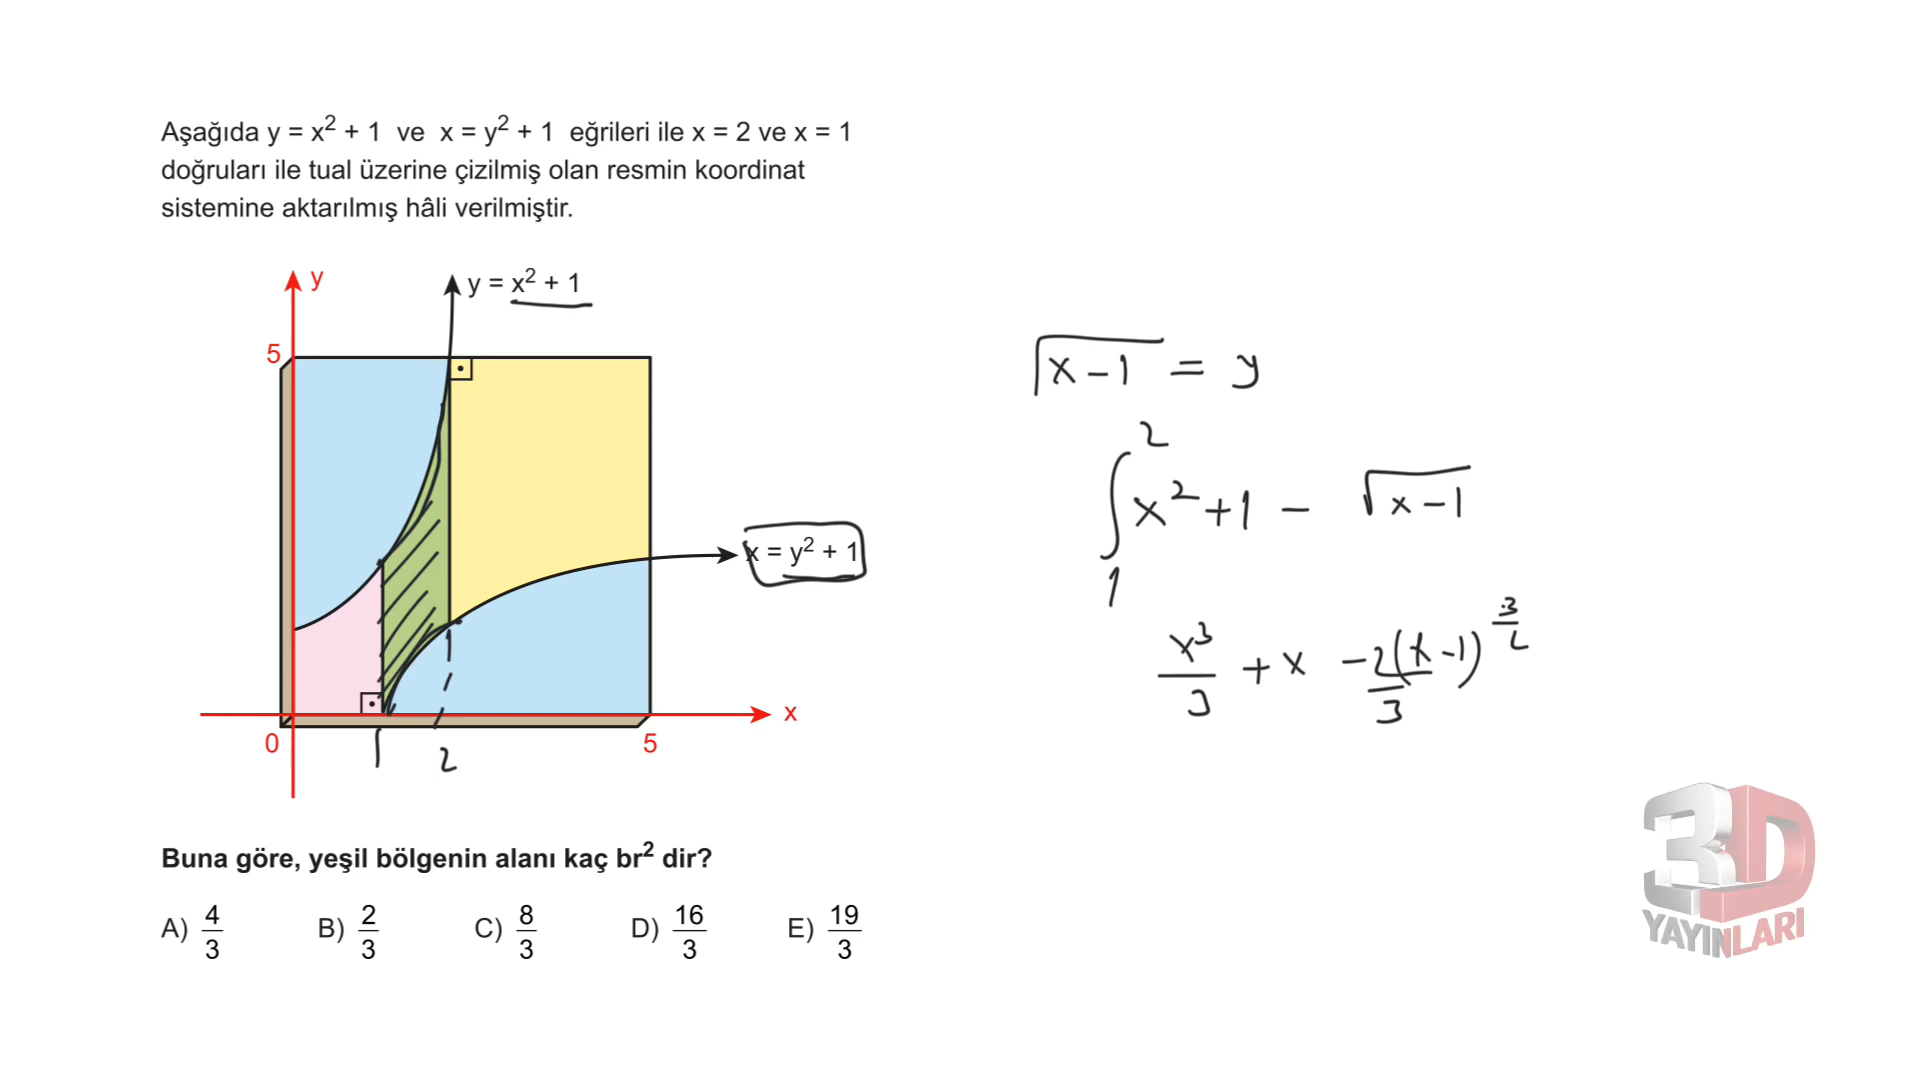 Aşağıda y = x² + 1 ve x = y² + 1 eğrileri ile x = 2 ve x = 1
doğruları ile tual üzerine çizilmiş olan resmin koordinat
sistemine aktarılmış hâli verilmiştir.
y
y = x² + 1
5
x = y² + 1
x
0
5
1
2
√(x-1) = y
∫₁² x² + 1 - √(x-1)
x³/3 + x - 2(x-1)^(3/2)/3
Buna göre, yeşil bölgenin alanı kaç br² dir?
A) 4/3 B) 2/3 C) 8/3 D) 16/3 E) 19/3
3D
YAYINLARI